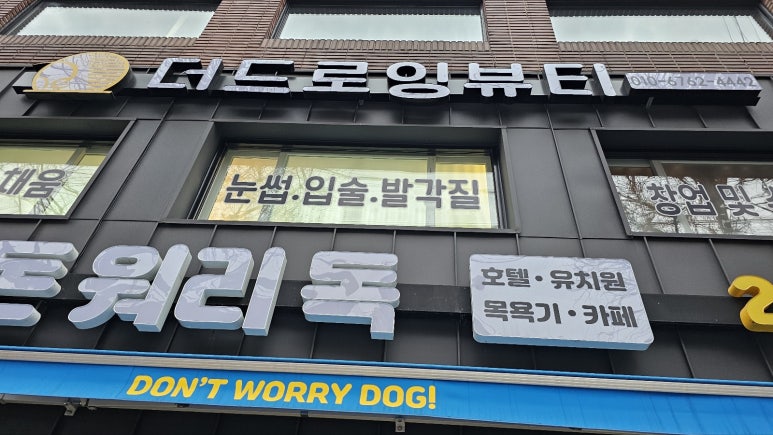 더드로잉뷰티 010-6762-4442
채움
눈썹.입술.발각질
창업 및
돈워리독
호텔·유치원
목욕기·카페
2
DON'T WORRY DOG!